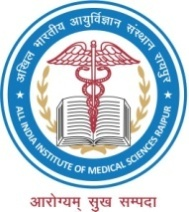 अखिल भारतीय आयुर्विज्ञान संस्थान रायपुर
ALL INDIA INSTITUTE OF MEDICAL SCIENCES RAIPUR
आरोग्यम् सुख सम्पदा